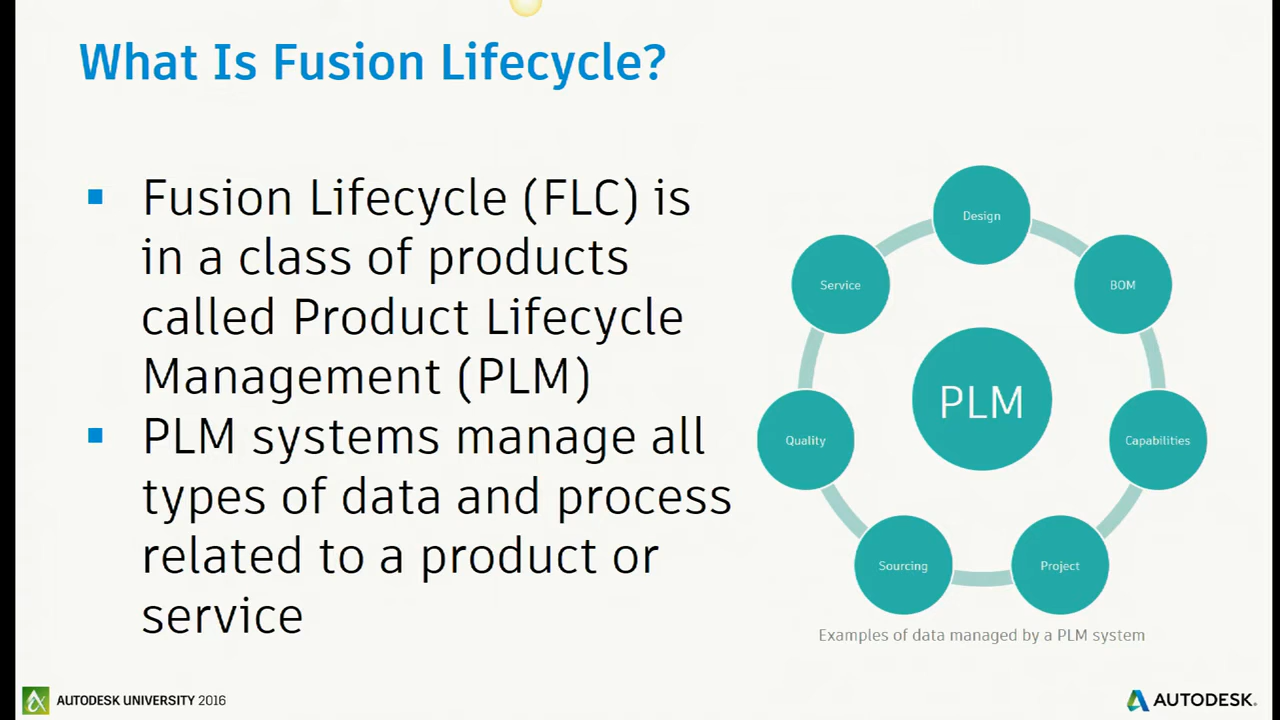 What Is Fusion Lifecycle?
▪ Fusion Lifecycle (FLC) is
in a class of products
called Product Lifecycle
Management (PLM)
▪ PLM systems manage all
types of data and process
related to a product or
service
Design
BOM
Capabilities
Project
Sourcing
Quality
Service
PLM
Examples of data managed by a PLM system
AUTODESK UNIVERSITY 2016
AUTODESK.